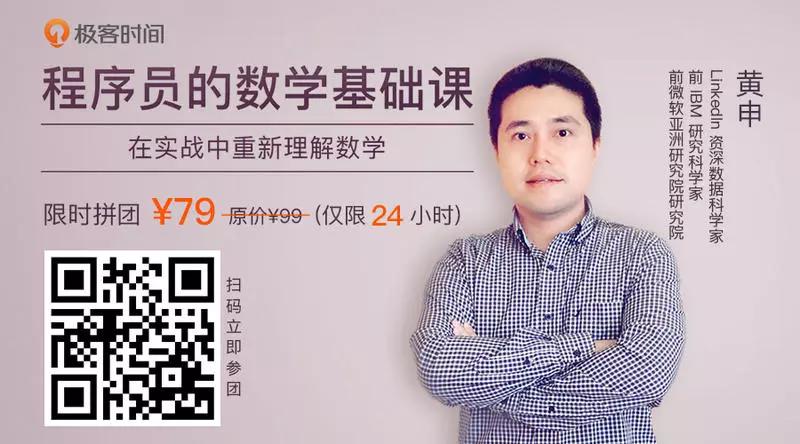 极客时间
程序员的数学基础课
在实战中重新理解数学
限时拼团 ¥79 原价¥99 (仅限 24 小时)
扫码立即参团
黄申
LinkedIn 资深数据科学家
前 IBM 研究科学家
前微软亚洲研究院研究院